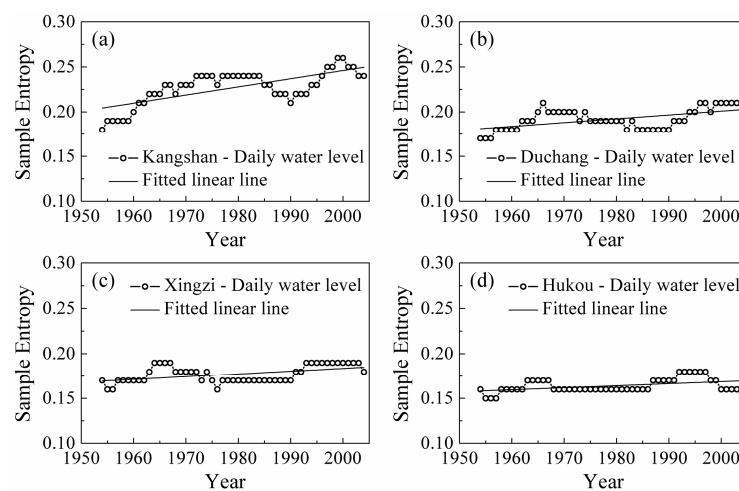 0.30
(a)
0.25
0.20
0.15
0.10
Sample Entropy
Kangshan - Daily water level
Fitted linear line
1950 1960 1970 1980 1990 2000
Year
0.30
(b)
0.25
0.20
0.15
0.10
Sample Entropy
Duchang - Daily water level
Fitted linear line
1950 1960 1970 1980 1990 2000
Year
0.30
(c)
0.25
0.20
0.15
0.10
Sample Entropy
Xingzi - Daily water level
Fitted linear line
1950 1960 1970 1980 1990 2000
Year
0.30
(d)
0.25
0.20
0.15
0.10
Sample Entropy
Hukou - Daily water level
Fitted linear line
1950 1960 1970 1980 1990 2000
Year